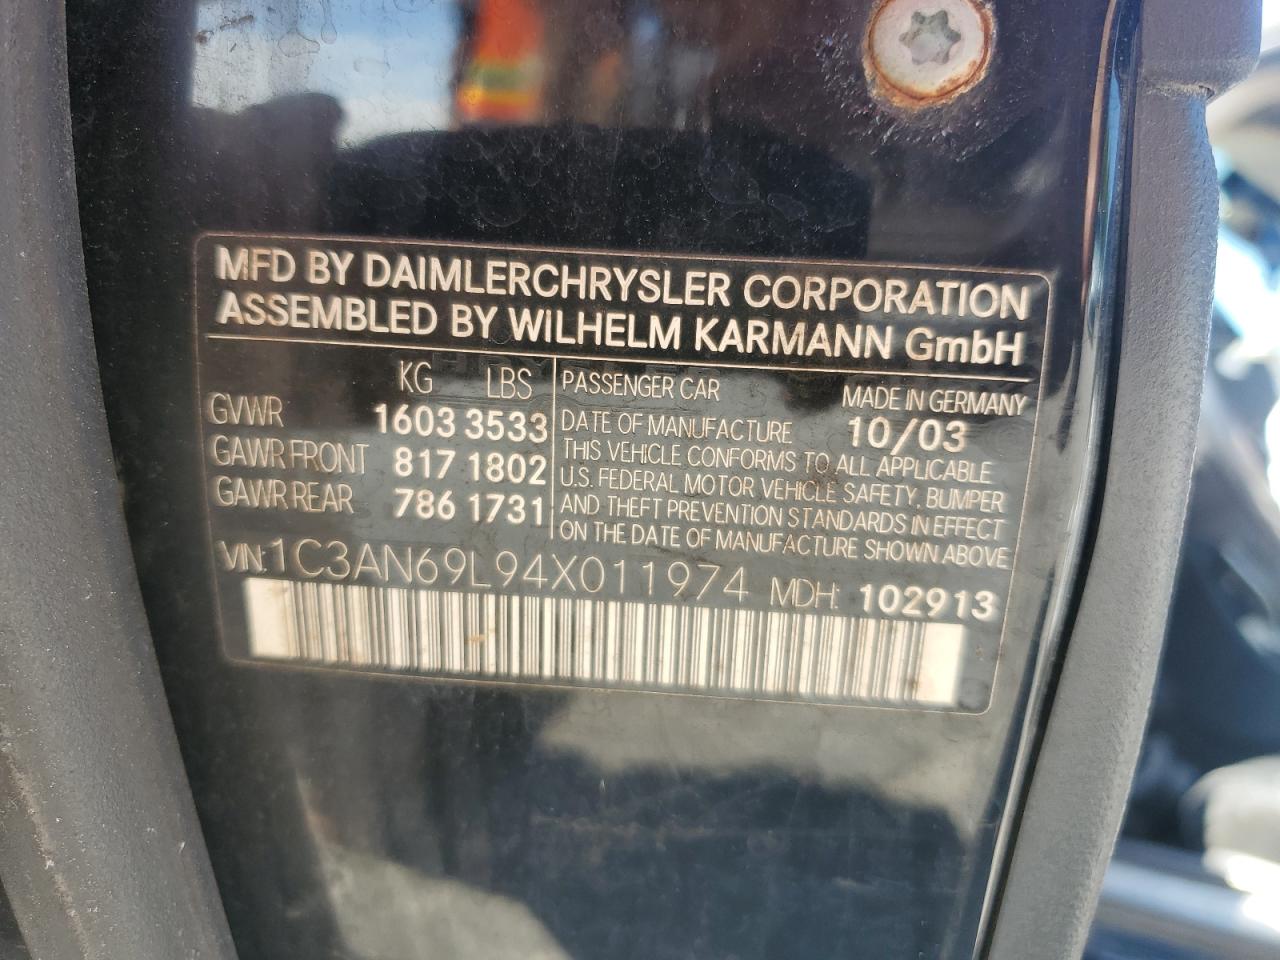 MFD BY DAIMLERCHRYSLER CORPORATION
ASSEMBLED BY WILHELM KARMANN GmbH
KG LBS
GVWR 1603 3533
GAWR FRONT 817 1802
GAWR REAR 786 1731
PASSENGER CAR MADE IN GERMANY
DATE OF MANUFACTURE 10/03
THIS VEHICLE CONFORMS TO ALL APPLICABLE
U.S. FEDERAL MOTOR VEHICLE SAFETY, BUMPER
AND THEFT PREVENTION STANDARDS IN EFFECT
ON THE DATE OF MANUFACTURE SHOWN ABOVE
VIN: 1C3AN69L94X011974 MDH: 102913